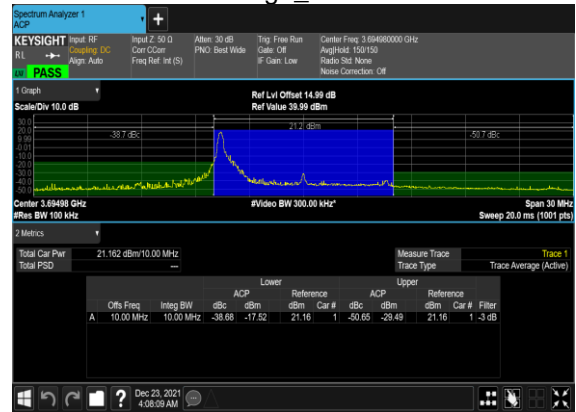 Spectrum Analyzer 1
ACP
+
KEYSIGHT Input: RF Input Z: 50 Ω Atten: 30 dB Trig: Free Run Center Freq: 3.694980000 GHz
RL Coupling: DC Corr CCorr PNO: Best Wide Gate: Off Avg|Hold: 150/150
Align: Auto Freq Ref: Int (S) IF Gain: Low Radio Std: None
PASS Noise Correction: Off
1 Graph Ref Lvl Offset 14.99 dB
Scale/Div 10.0 dB Ref Value 39.99 dBm
30.0 21.2 dBm
20.0 -38.7 dBc -50.7 dBc
9.99
-0.01
-10.0
-20.0
-30.0
-40.0
-50.0
Center 3.69498 GHz #Video BW 300.00 kHz* Span 30 MHz
#Res BW 100 kHz Sweep 20.0 ms (1001 pts)
2 Metrics
Total Car Pwr 21.162 dBm/10.00 MHz Measure Trace Trace 1
Total PSD --- Trace Type Trace Average (Active)
Lower Upper
ACP Reference ACP Reference
Offs Freq Integ BW dBc dBm dBm Car # dBc dBm dBm Car # Filter
A 10.00 MHz 10.00 MHz -38.68 -17.52 21.16 1 -50.65 -29.49 21.16 1 -3 dB
? Dec 23, 2021
4:08:09 AM